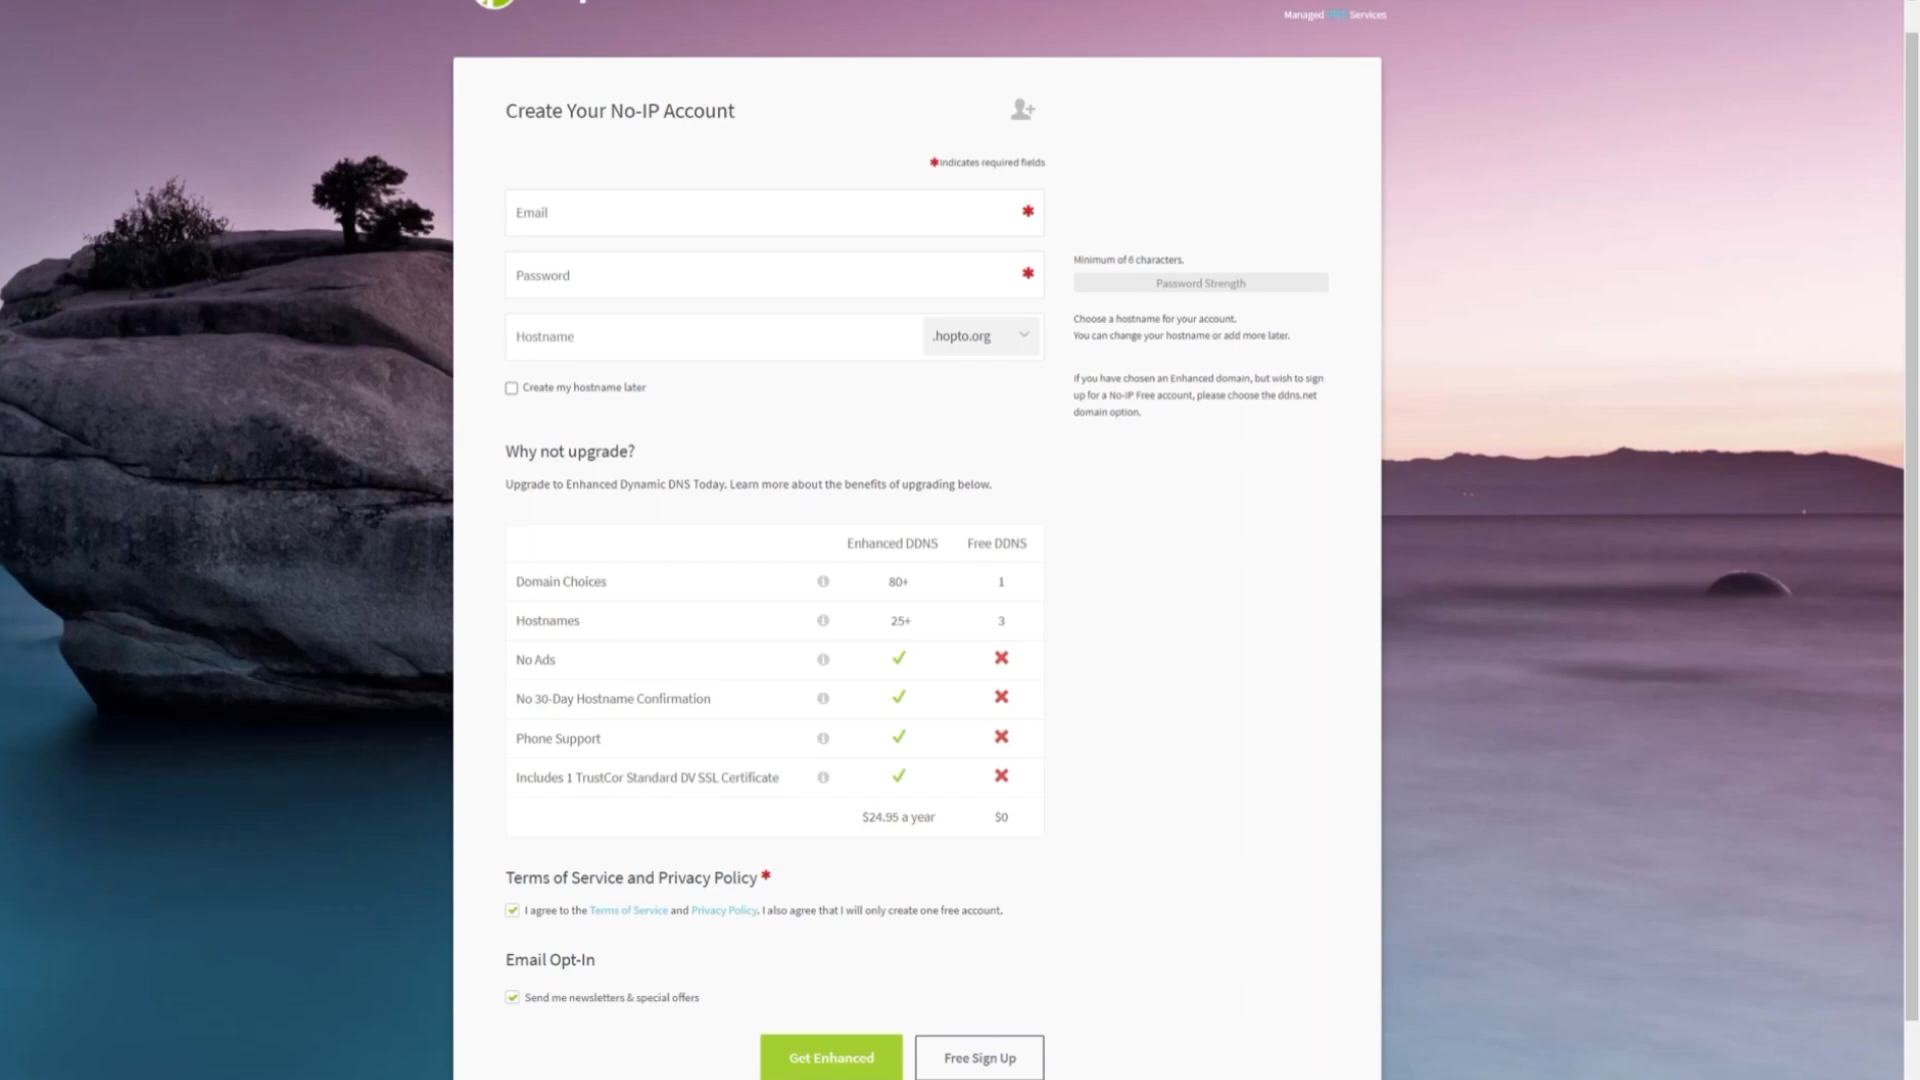 Managed DNS Services
Create Your No-IP Account
*Indicates required fields
Email *
Password *
Minimum of 6 characters.
Password Strength
Hostname .hopto.org
Choose a hostname for your account.
You can change your hostname or add more later.
Create my hostname later
If you have chosen an Enhanced domain, but wish to sign
up for a No-IP Free account, please choose the ddns.net
domain option.
Why not upgrade?
Upgrade to Enhanced Dynamic DNS Today. Learn more about the benefits of upgrading below.
Enhanced DDNS Free DDNS
Domain Choices 80+ 1
Hostnames 25+ 3
No Ads
No 30-Day Hostname Confirmation
Phone Support
Includes 1 TrustCor Standard DV SSL Certificate
$24.95 a year $0
Terms of Service and Privacy Policy *
I agree to the Terms of Service and Privacy Policy. I also agree that I will only create one free account.
Email Opt-In
Send me newsletters & special offers
Get Enhanced Free Sign Up